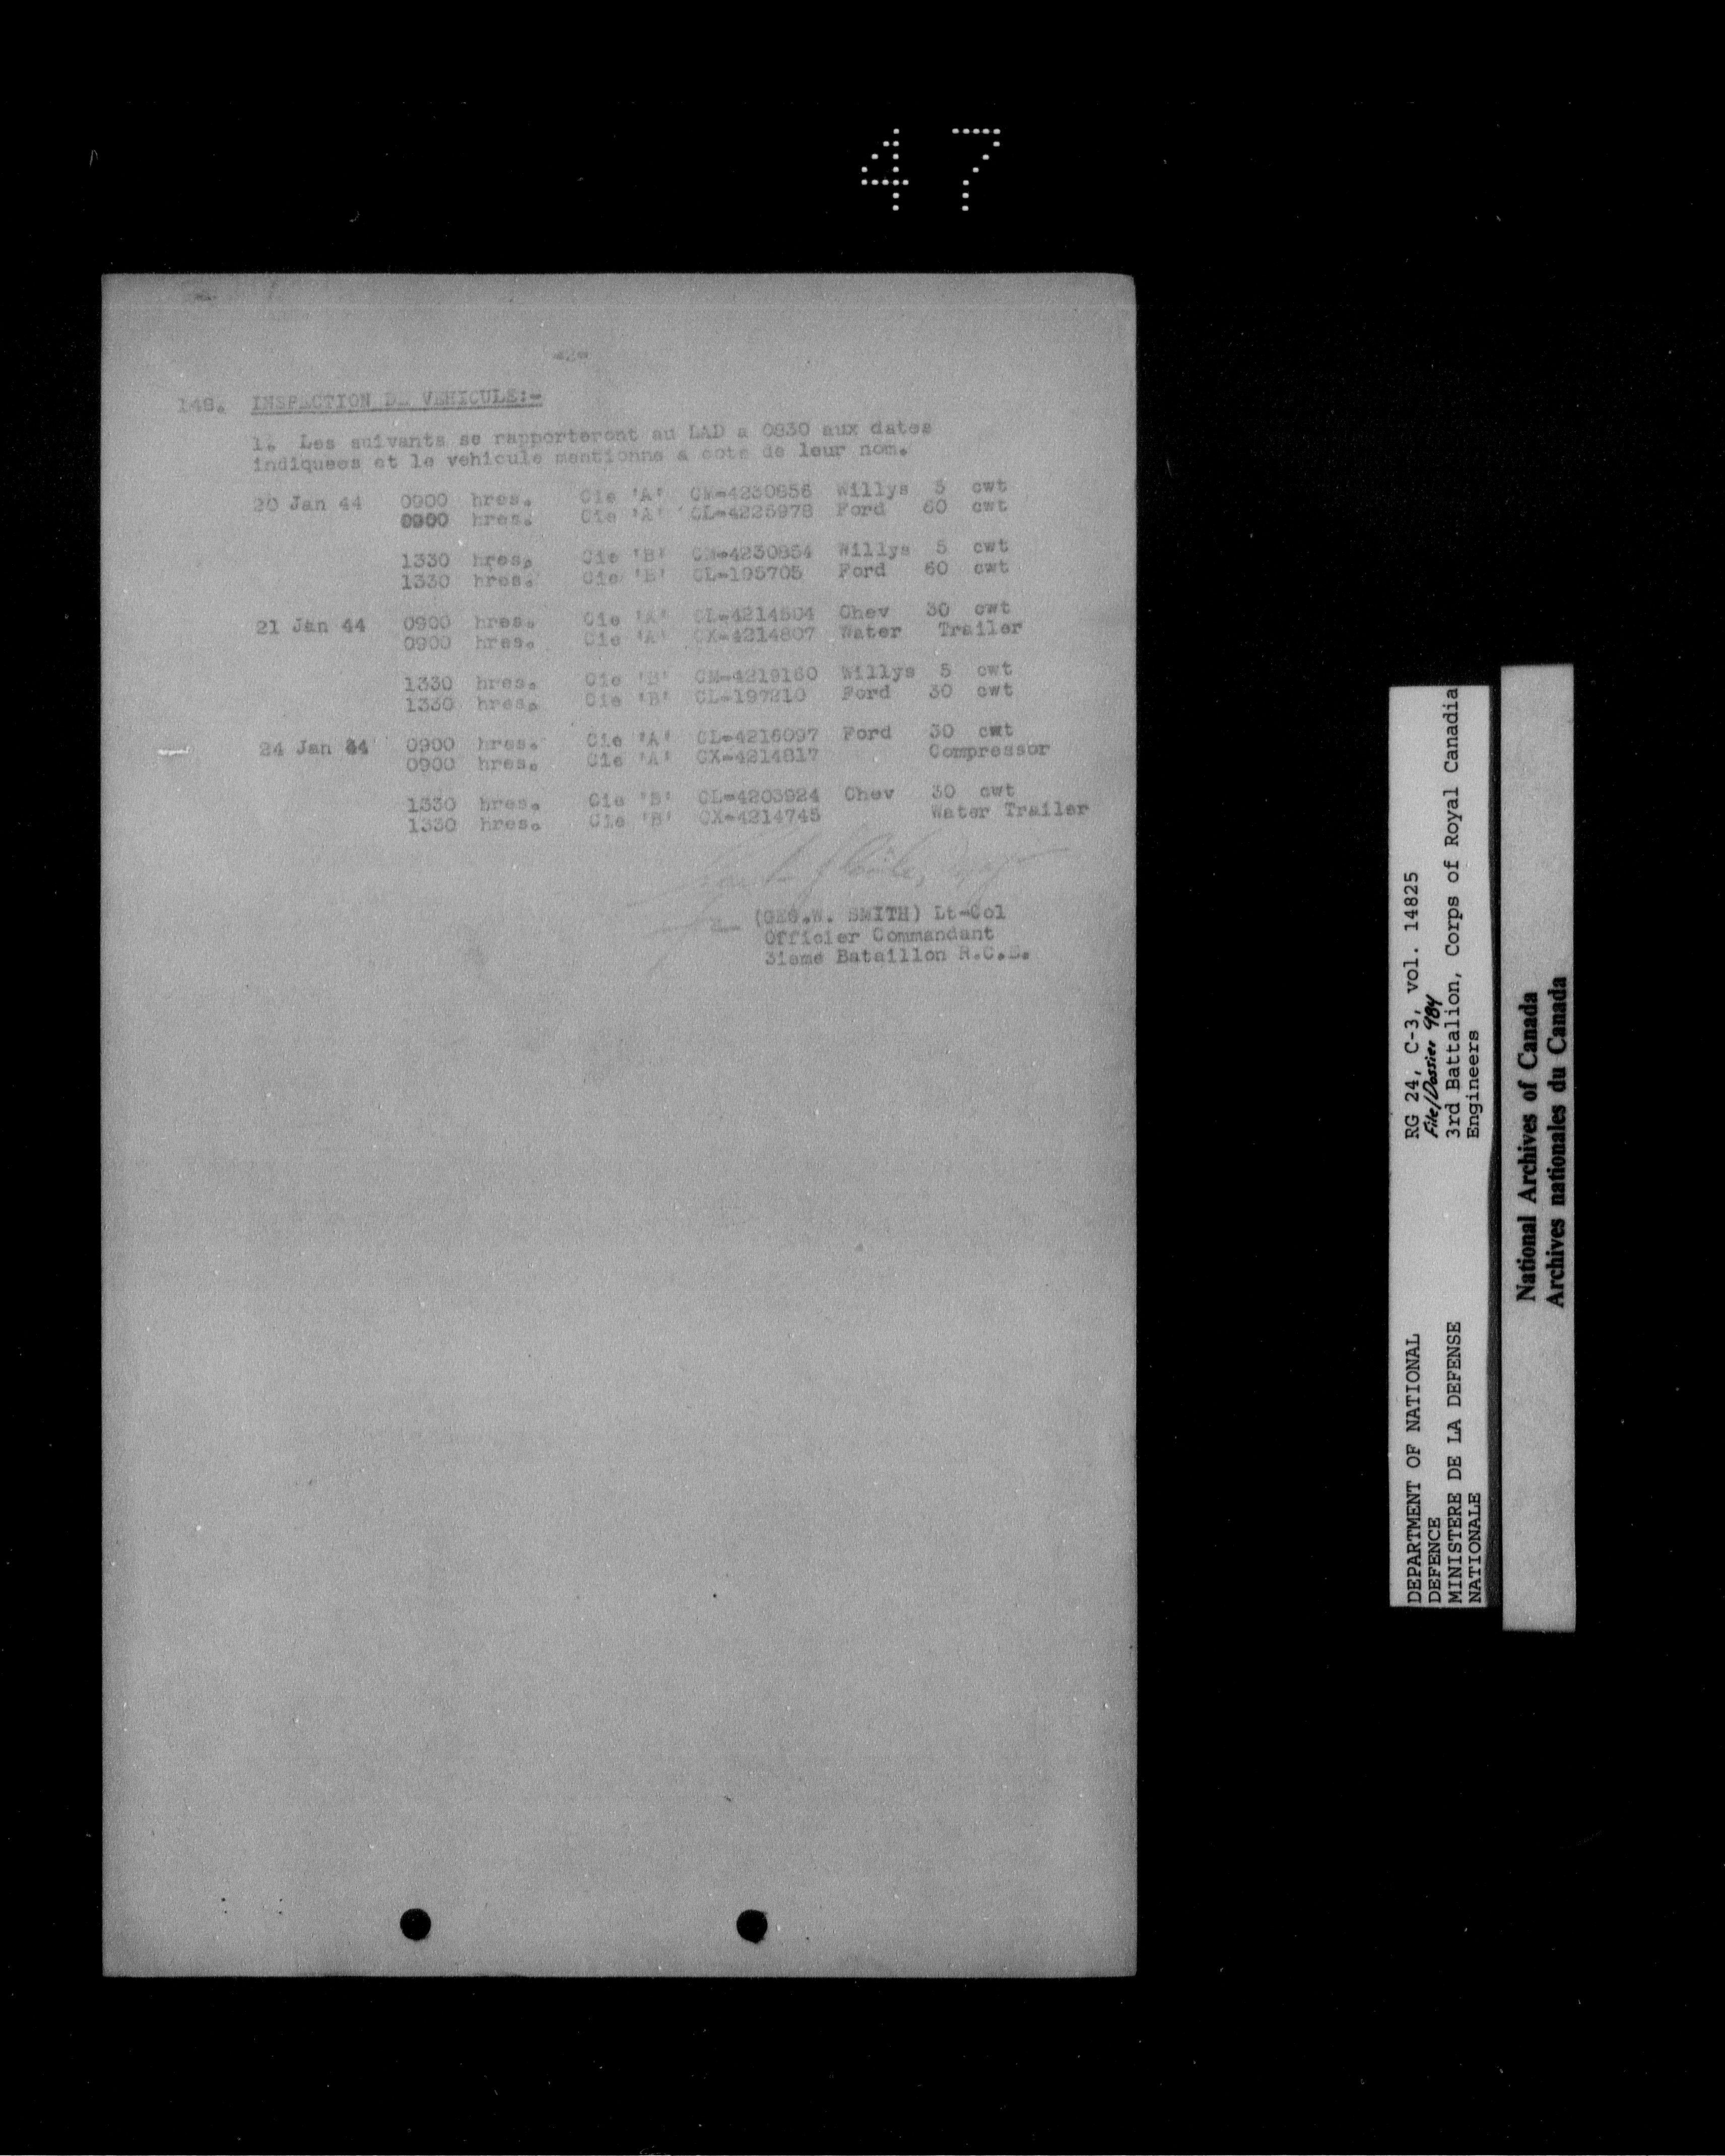 47
-2-
148. INSPECTION DE VEHICULE:-
1. Les suivants se rapporteront au LAD a 0830 aux dates
indiquees et le vehicule mentionne a cote de leur nom.
20 Jan 44 0900 hres. Cie 'A' CM-4230856 Willys 5 cwt
0900 hres. Cie 'A' CL-4225978 Ford 60 cwt
1330 hres. Cie 'B' CM-4230854 Willys 5 cwt
1330 hres. Cie 'B' CL-195705 Ford 60 cwt
21 Jan 44 0900 hres. Cie 'A' CL-4214504 Chev 30 cwt
0900 hres. Cie 'A' CX-4214807 Water Trailer
1330 hres. Cie 'B' CM-4219160 Willys 5 cwt
1330 hres. Cie 'B' CL-197210 Ford 30 cwt
24 Jan 44 0900 hres. Cie 'A' CL-4216097 Ford 30 cwt
0900 hres. Cie 'A' CX-4214817 Compressor
1330 hres. Cie 'B' CL-4203924 Chev 30 cwt
1330 hres. Cie 'B' CX-4214745 Water Trailer
(GEO.W. SMITH) Lt-Col
Officier Commandant
3ieme Bataillon R.C.E.
DEPARTMENT OF NATIONAL
DEFENCE
MINISTERE DE LA DEFENSE
NATIONALE
RG 24, C-3, vol. 14825
File/Dossier 984
3rd Battalion, Corps of Royal Canadia
Engineers
National Archives of Canada
Archives nationales du Canada